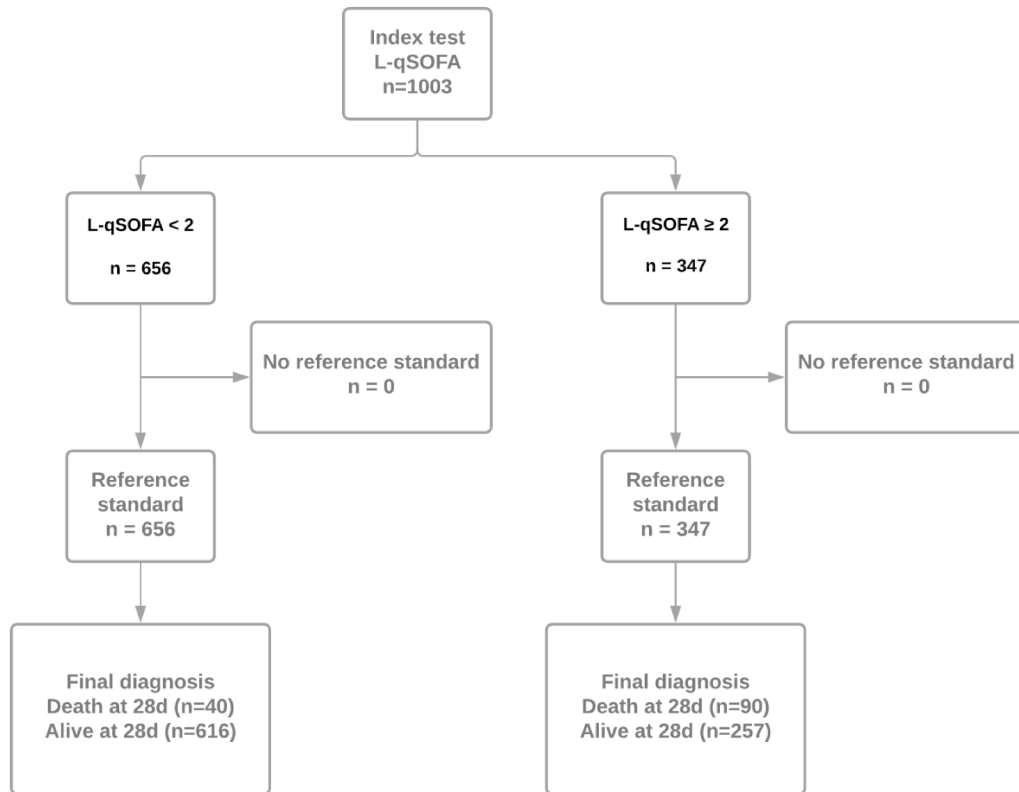 Index test
L-qSOFA
n=1003
L-qSOFA < 2
n = 656
L-qSOFA ≥ 2
n = 347
No reference standard
n = 0
No reference standard
n = 0
Reference
standard
n = 656
Reference
standard
n = 347
Final diagnosis
Death at 28d (n=40)
Alive at 28d (n=616)
Final diagnosis
Death at 28d (n=90)
Alive at 28d (n=257)